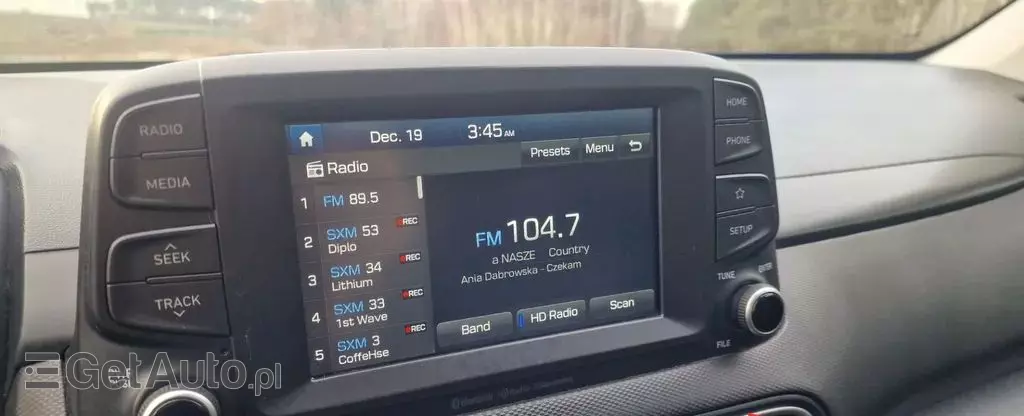 RADIO
MEDIA
SEEK
TRACK
Dec. 19 3:45 AM
Radio
Presets Menu
1 FM 89.5
2 SXM 53 REC
Diplo
3 SXM 34 REC
Lithium
4 SXM 33 REC
1st Wave
5 SXM 3 REC
CoffeHse
FM 104.7
a NASZE Country
Ania Dabrowska - Czekam
Band
HD Radio
Scan
HOME
PHONE
SETUP
TUNE
ENTER
FILE
GetAuto.pl